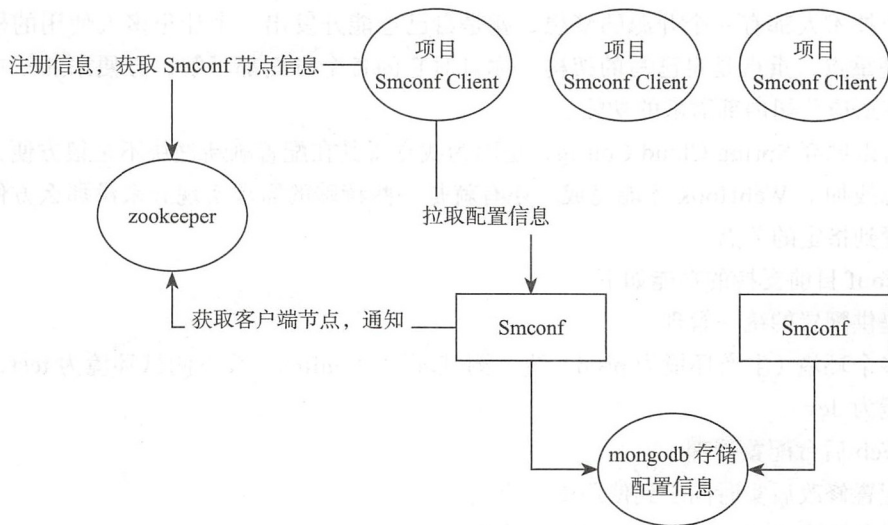 项目
Smconf Client
项目
Smconf Client
项目
Smconf Client
注册信息，获取 Smconf 节点信息
zookeeper
拉取配置信息
获取客户端节点，通知
Smconf
Smconf
mongodb 存储
配置信息